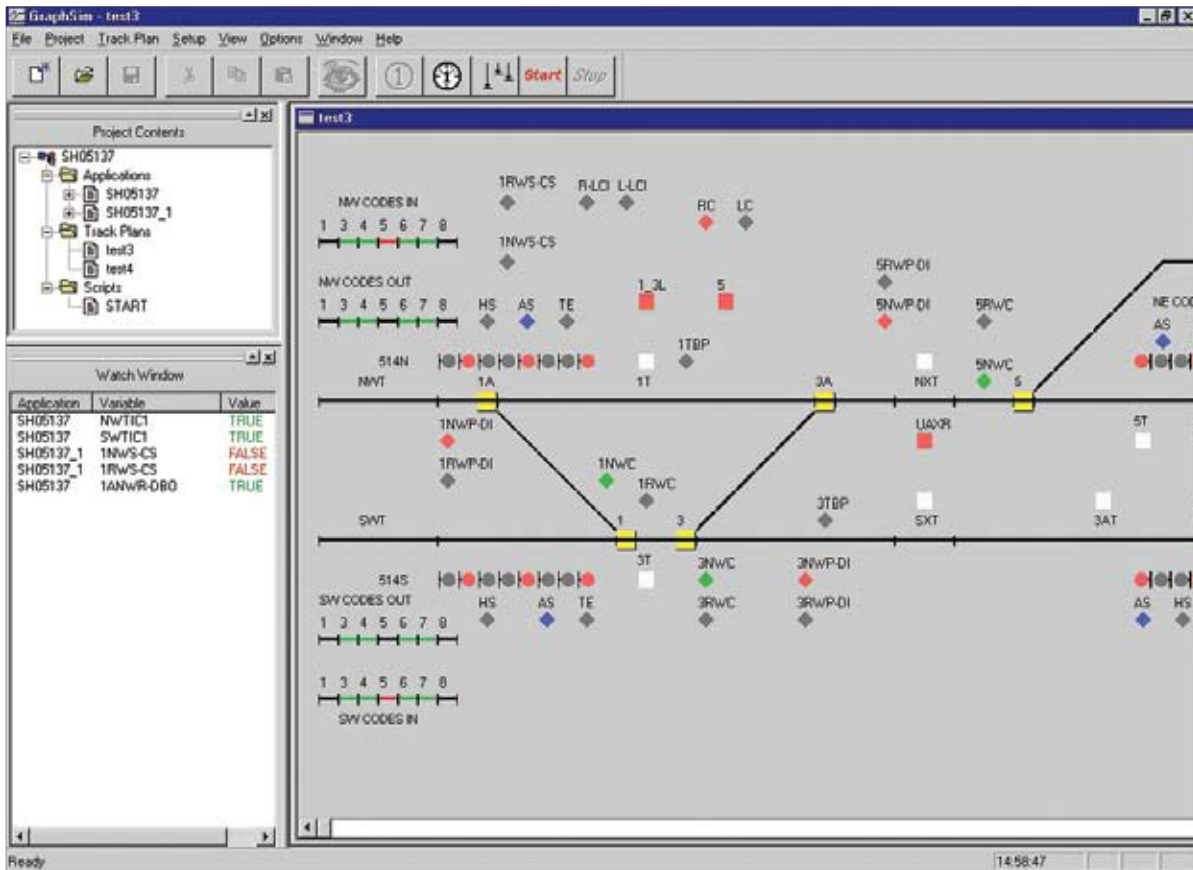 GraphSim - test3
File Project Track Plan Setup View Options Window Help
Start Stop
Project Contents
SH05137
Applications
SH05137
SH05137_1
Track Plans
test3
test4
Scripts
START
Watch Window
Application Variable Value
SH05137 NWTIC1 TRUE
SH05137 SWTIC1 TRUE
SH05137_1 1NWS-CS FALSE
SH05137_1 1RWS-CS FALSE
SH05137 1ANWR-DBO TRUE
test3
1RWS-CS R-LCI L-LCI
NW CODES IN RC LC
1 3 4 5 6 7 8
1NWS-CS
5RWP-DI
NW CODES OUT 1_3L 5
1 3 4 5 6 7 8 HS AS TE 5NWP-DI 5RWC NE COD
AS
1TBP
514N 5NWC
NWT 1A 1T 3A NXT 5
1NWP-DI UAXR 5T
1RWP-DI 1NWC
1RWC
3TBP
SWT 1 3 SXT 3AT
3T
514S 3NWC 3NWP-DI
SW CODES OUT HS AS TE 3RWC 3RWP-DI AS HS
1 3 4 5 6 7 8
1 3 4 5 6 7 8
SW CODES IN
Ready 14:58:47